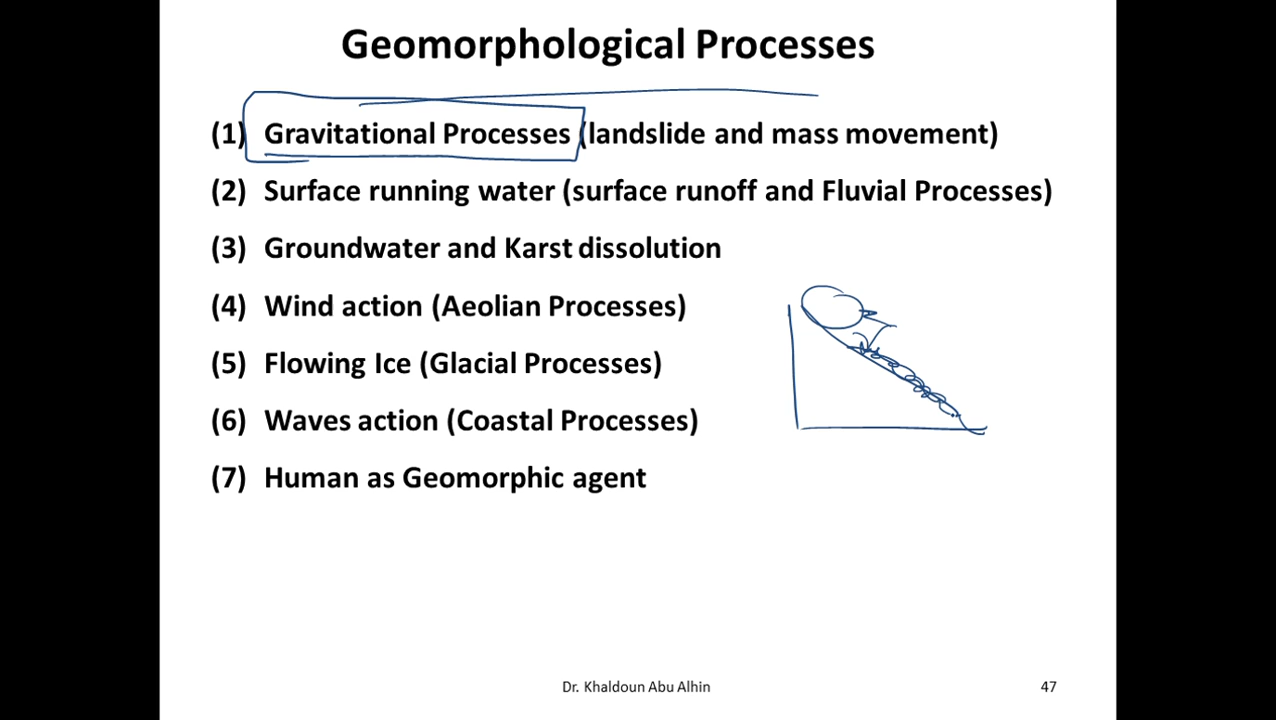 Geomorphological Processes
(1) Gravitational Processes (landslide and mass movement)
(2) Surface running water (surface runoff and Fluvial Processes)
(3) Groundwater and Karst dissolution
(4) Wind action (Aeolian Processes)
(5) Flowing Ice (Glacial Processes)
(6) Waves action (Coastal Processes)
(7) Human as Geomorphic agent
Dr. Khaldoun Abu Alhin
47